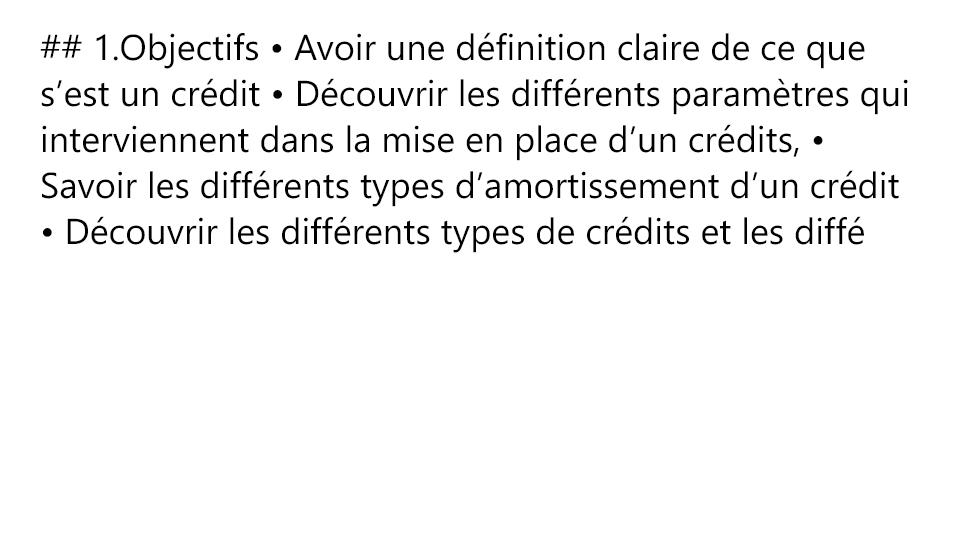 ## 1.Objectifs • Avoir une définition claire de ce que
s’est un crédit • Découvrir les différents paramètres qui
interviennent dans la mise en place d’un crédits, •
Savoir les différents types d’amortissement d’un crédit
• Découvrir les différents types de crédits et les diffé